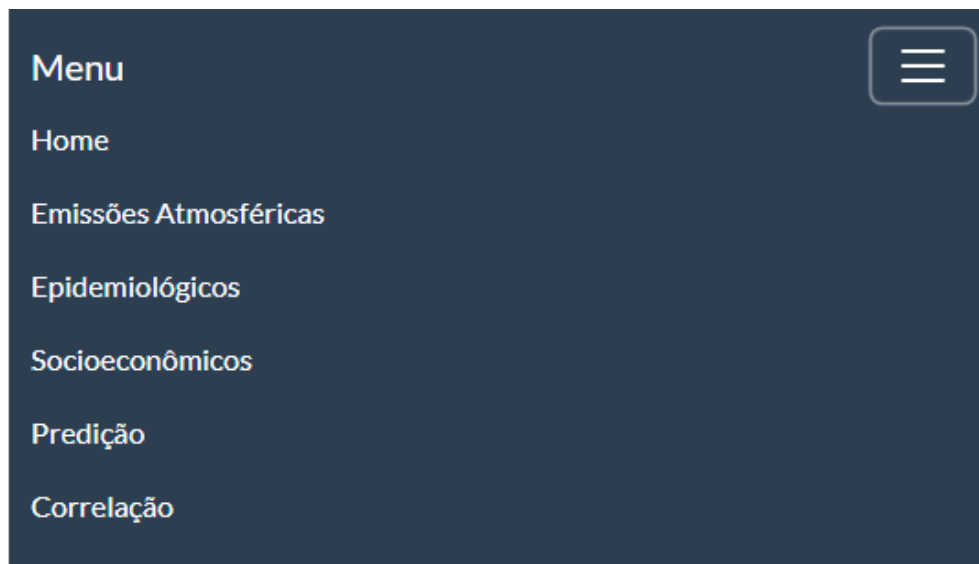 Menu
Home
Emissões Atmosféricas
Epidemiológicos
Socioeconômicos
Predição
Correlação